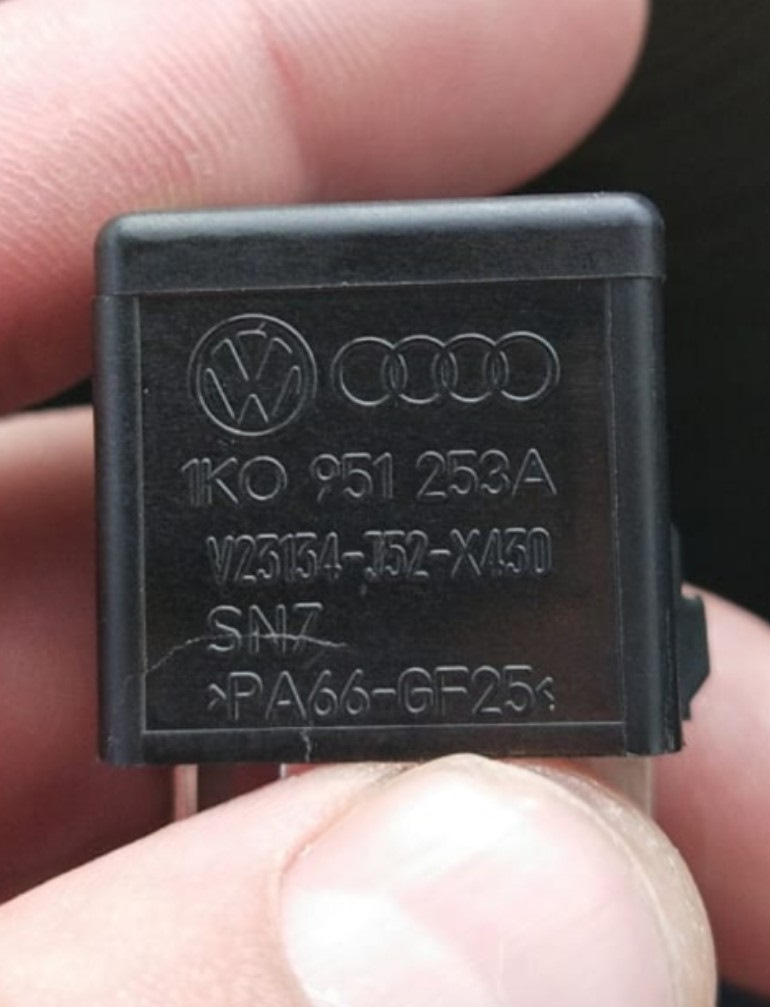 1K0 951 253A
V23134-J52-X430
SN7
>PA66-GF25<